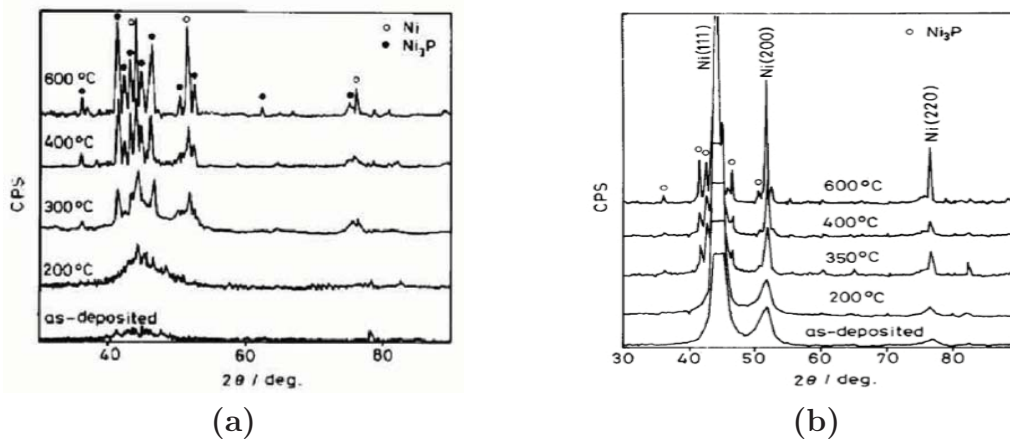 ○ Ni
● Ni₃P
600°C
400°C
300°C
200°C
as-deposited
CPS
40 60 80
2θ / deg.
(a)
○ Ni₃P
Ni(111)
Ni(200)
Ni(220)
600°C
400°C
350°C
200°C
as-deposited
CPS
30 40 50 60 70 80
2θ / deg.
(b)